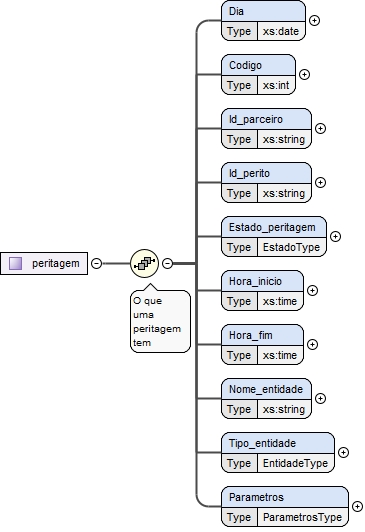 Dia
Type xs:date
Codigo
Type xs:int
Id_parceiro
Type xs:string
Id_perito
Type xs:string
Estado_peritagem
Type EstadoType
peritagem
O que
uma
peritagem
tem
Hora_inicio
Type xs:time
Hora_fim
Type xs:time
Nome_entidade
Type xs:string
Tipo_entidade
Type EntidadeType
Parametros
Type ParametrosType